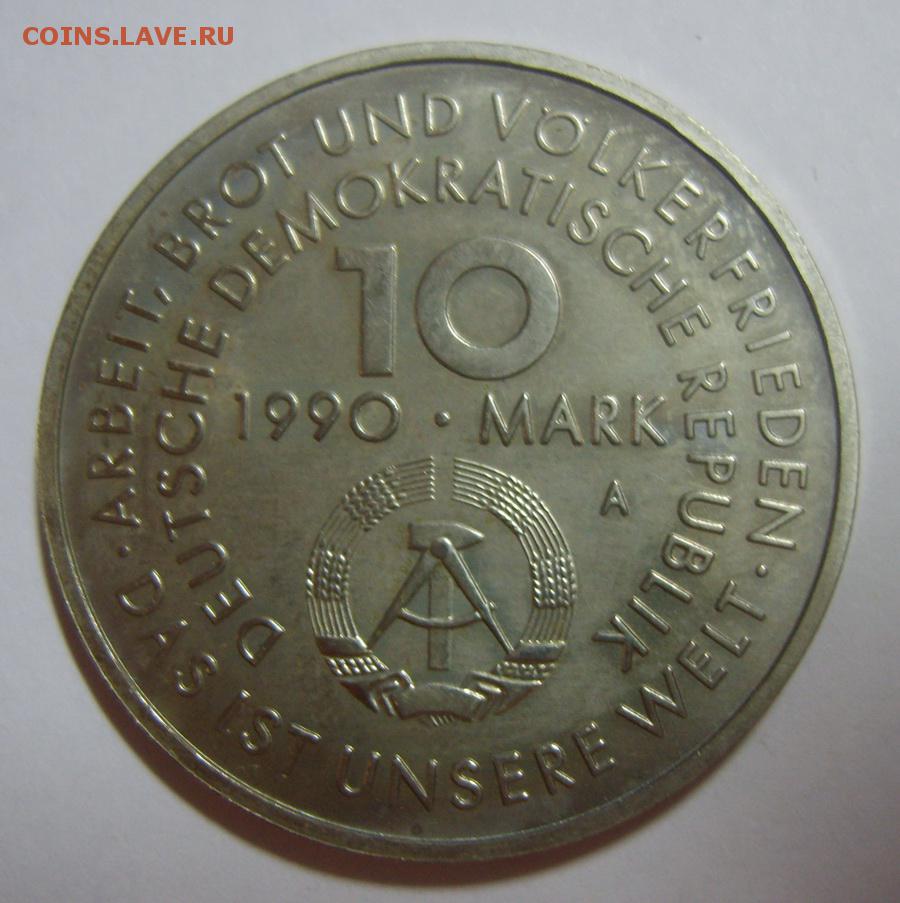 COINS.LAVE.RU
· ARBEIT, BROT UND VÖLKERFRIEDEN · DAS IST UNSERE WELT
DEUTSCHE DEMOKRATISCHE REPUBLIK
10
1990 · MARK
A